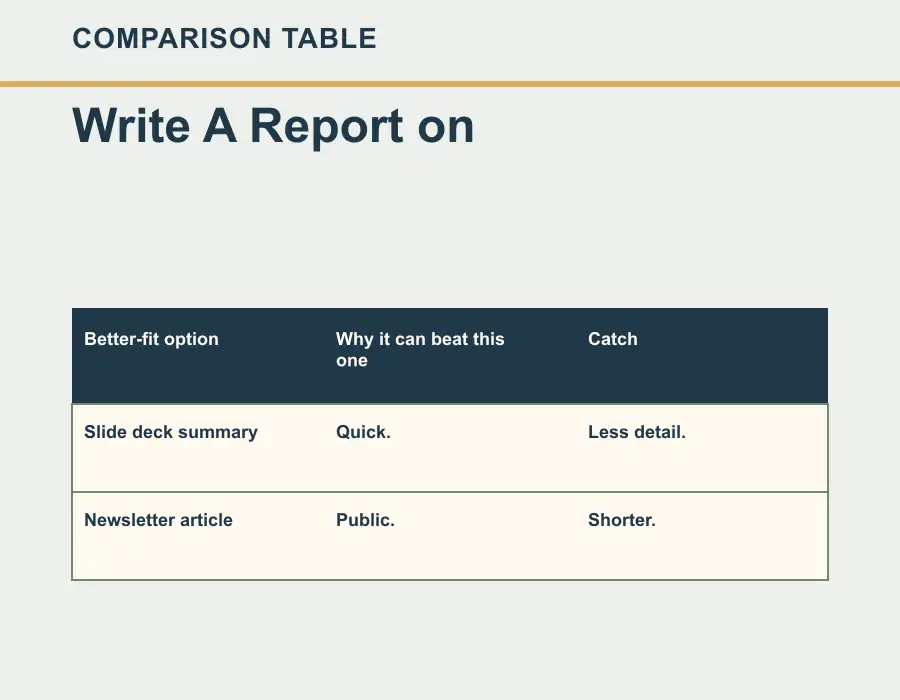 COMPARISON TABLE
Write A Report on
Better-fit option
Why it can beat this
one
Catch
Slide deck summary
Quick.
Less detail.
Newsletter article
Public.
Shorter.